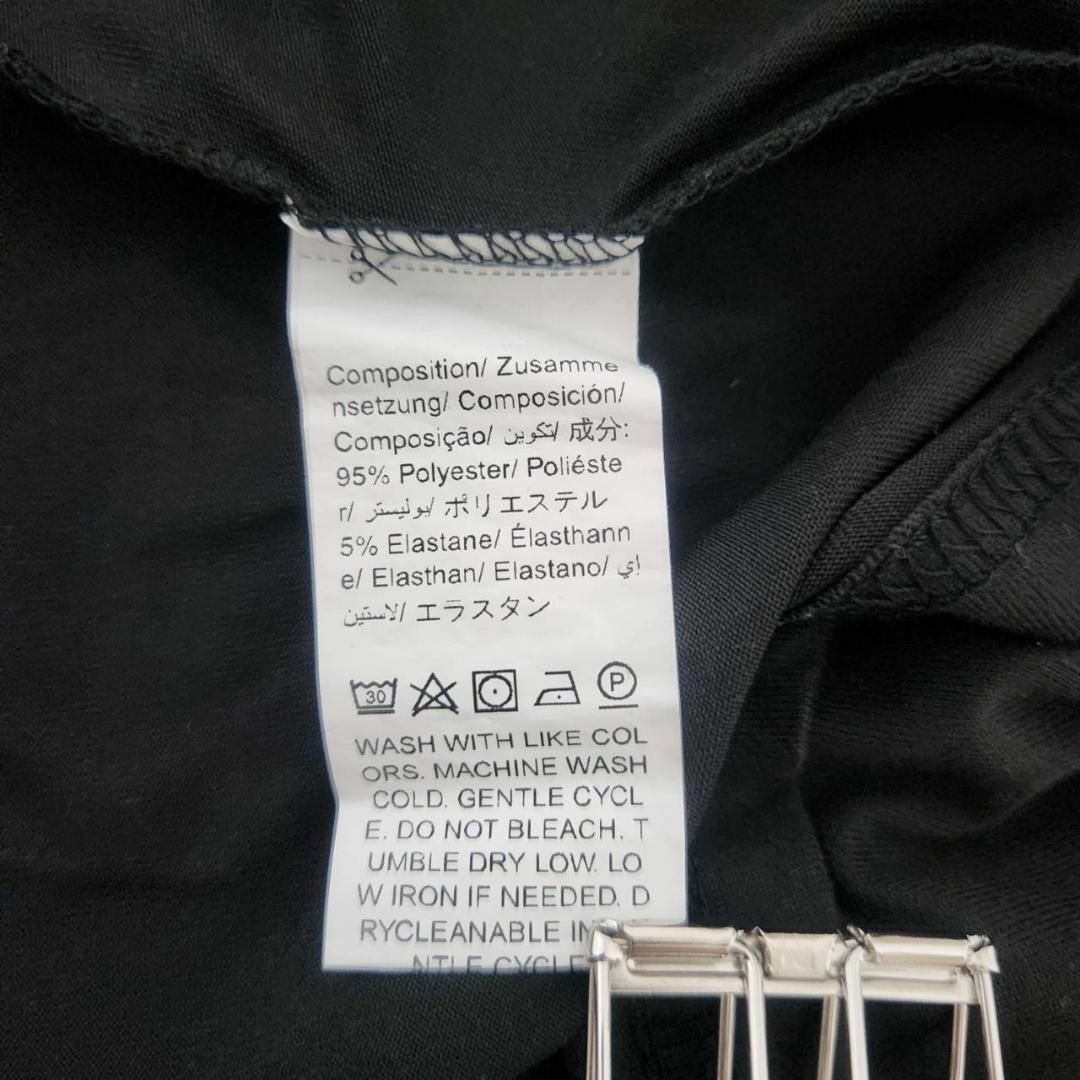 Composition/ Zusamme
nsetzung/ Composición/
Composição/ تكوين/ 成分:
95% Polyester/ Poliéste
r/ بوليستر/ ポリエステル
5% Elastane/ Élasthann
e/ Elasthan/ Elastano/ إي
لاستين/ エラスタン
30
P
WASH WITH LIKE COL
ORS. MACHINE WASH
COLD. GENTLE CYCL
E. DO NOT BLEACH. T
UMBLE DRY LOW. LO
W IRON IF NEEDED. D
RYCLEANABLE IN
NTLE CYCLE